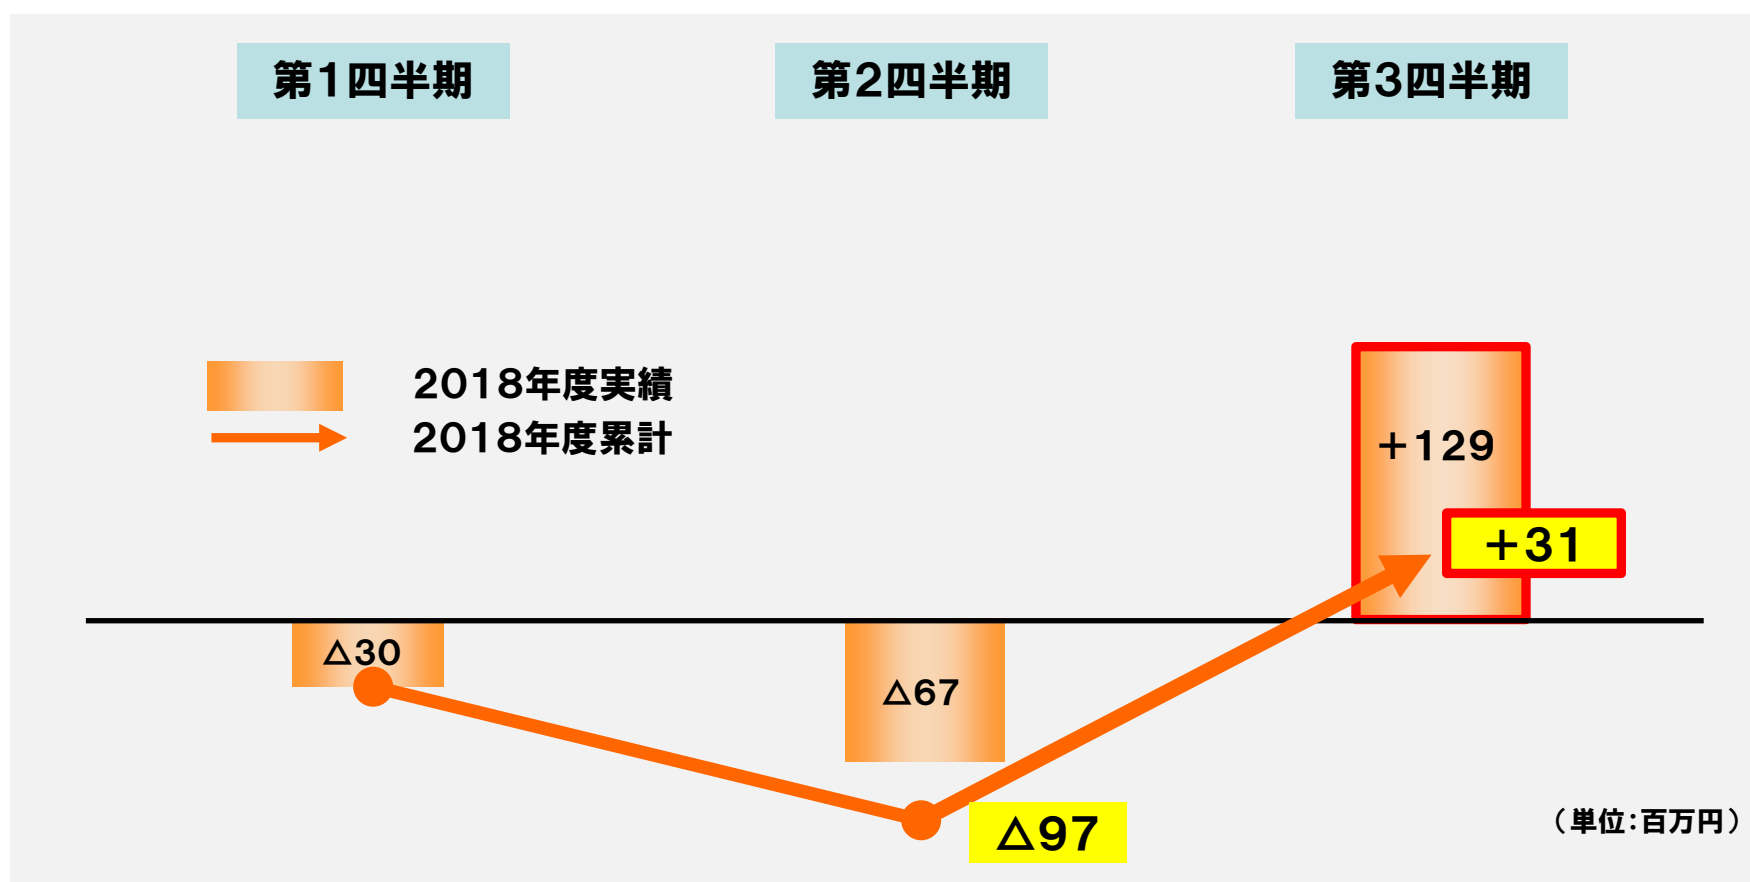 第1四半期
第2四半期
第3四半期
2018年度実績
2018年度累計
+129
+31
△30
△67
△97
（単位：百万円）